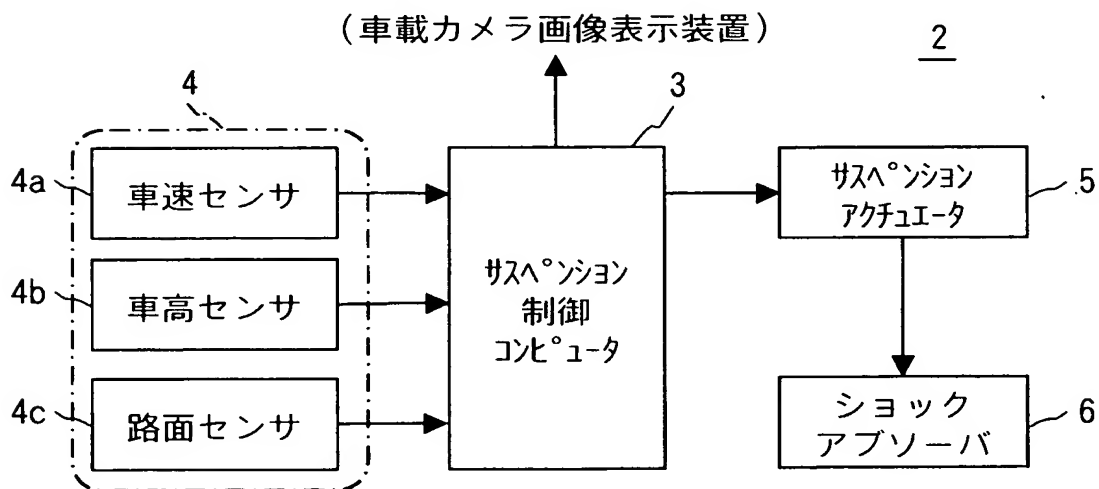 （車載カメラ画像表示装置）
2
4
3
4a
車速センサ
サスペンション
アクチュエータ
5
4b
車高センサ
サスペンション
制御
コンピュータ
4c
路面センサ
ショック
アブソーバ
6